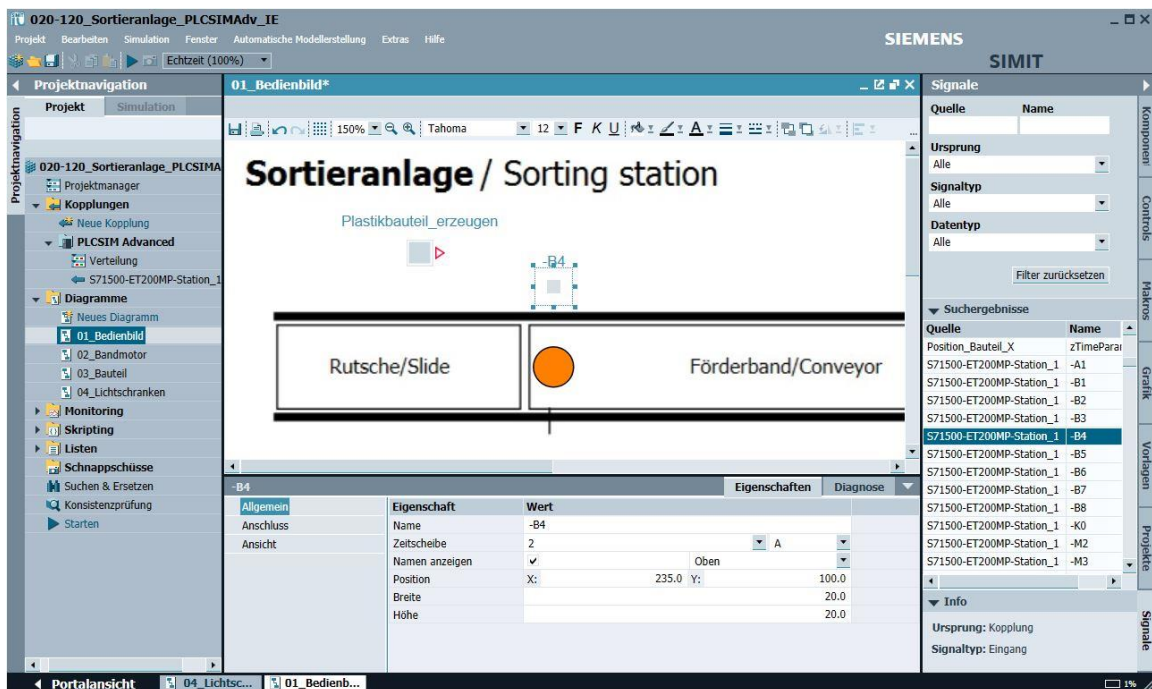 020-120_Sortieranlage_PLCSIMAdv_IE
Projekt Bearbeiten Simulation Fenster Automatische Modellerstellung Extras Hilfe
SIEMENS
SIMIT
Echtzeit (100%)
Projektnavigation
Projekt Simulation
Projektnavigation
020-120_Sortieranlage_PLCSIMA
Projektmanager
Kopplungen
Neue Kopplung
PLCSIM Advanced
Verteilung
S71500-ET200MP-Station_1
Diagramme
Neues Diagramm
01_Bedienbild
02_Bandmotor
03_Bauteil
04_Lichtschranken
Monitoring
Skripting
Listen
Schnappschüsse
Suchen & Ersetzen
Konsistenzprüfung
Starten
01_Bedienbild*
150% Tahoma 12 F K U A
Sortieranlage / Sorting station
Plastikbauteil_erzeugen
-B4
Rutsche/Slide Förderband/Conveyor
-B4 Eigenschaften Diagnose
Allgemein
Anschluss
Ansicht
Eigenschaft Wert
Name -B4
Zeitscheibe 2 A
Namen anzeigen Oben
Position X: 235.0 Y: 100.0
Breite 20.0
Höhe 20.0
Signale
Quelle Name
Ursprung
Alle
Signaltyp
Alle
Datentyp
Alle
Filter zurücksetzen
Suchergebnisse
Quelle Name
Position_Bauteil_X zTimeParar
S71500-ET200MP-Station_1 -A1
S71500-ET200MP-Station_1 -B1
S71500-ET200MP-Station_1 -B2
S71500-ET200MP-Station_1 -B3
S71500-ET200MP-Station_1 -B4
S71500-ET200MP-Station_1 -B5
S71500-ET200MP-Station_1 -B6
S71500-ET200MP-Station_1 -B7
S71500-ET200MP-Station_1 -B8
S71500-ET200MP-Station_1 -K0
S71500-ET200MP-Station_1 -M2
S71500-ET200MP-Station_1 -M3
Info
Ursprung: Kopplung
Signaltyp: Eingang
Komponen
Controls
Makros
Grafik
Vorlagen
Projekte
Signale
Portalansicht 04_Lichtsc... 01_Bedienb... 1%